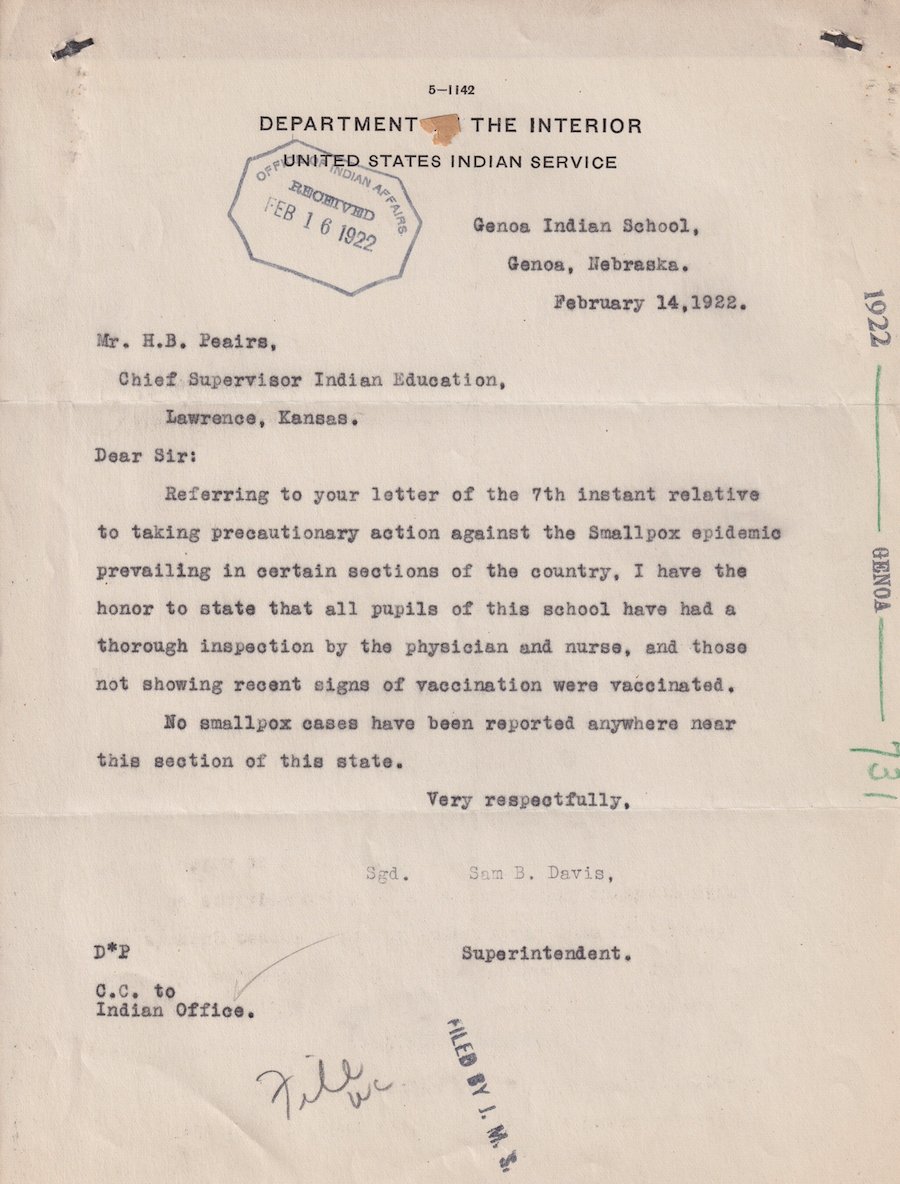 5—1142
DEPARTMENT THE INTERIOR
UNITED STATES INDIAN SERVICE
OFFICE OF INDIAN AFFAIRS.
RECEIVED
FEB 16 1922
Genoa Indian School,
Genoa, Nebraska.
February 14,1922.
Mr. H.B. Peairs,
Chief Supervisor Indian Education,
Lawrence, Kansas.
Dear Sir:
Referring to your letter of the 7th instant relative
to taking precautionary action against the Smallpox epidemic
prevailing in certain sections of the country, I have the
honor to state that all pupils of this school have had a
thorough inspection by the physician and nurse, and those
not showing recent signs of vaccination were vaccinated.
No smallpox cases have been reported anywhere near
this section of this state.
Very respectfully,
Sgd. Sam B. Davis,
D*P Superintendent.
C.C. to
Indian Office.
File
FILED BY J. M. S.
1922
GENOA
731